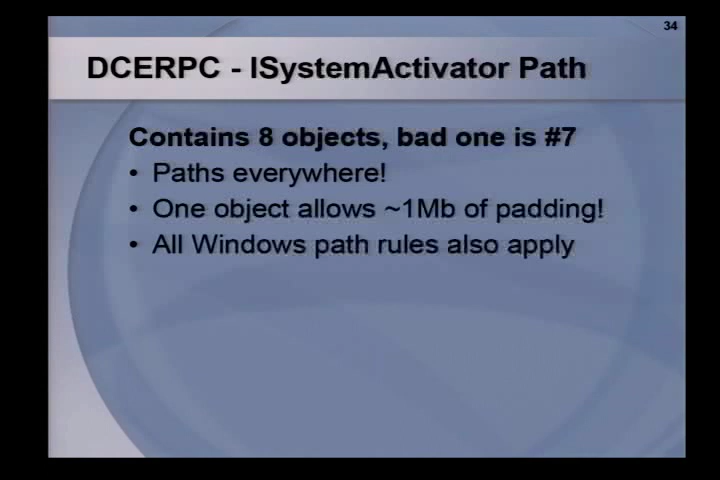 34
DCERPC - ISystemActivator Path
Contains 8 objects, bad one is #7
• Paths everywhere!
• One object allows ~1Mb of padding!
• All Windows path rules also apply